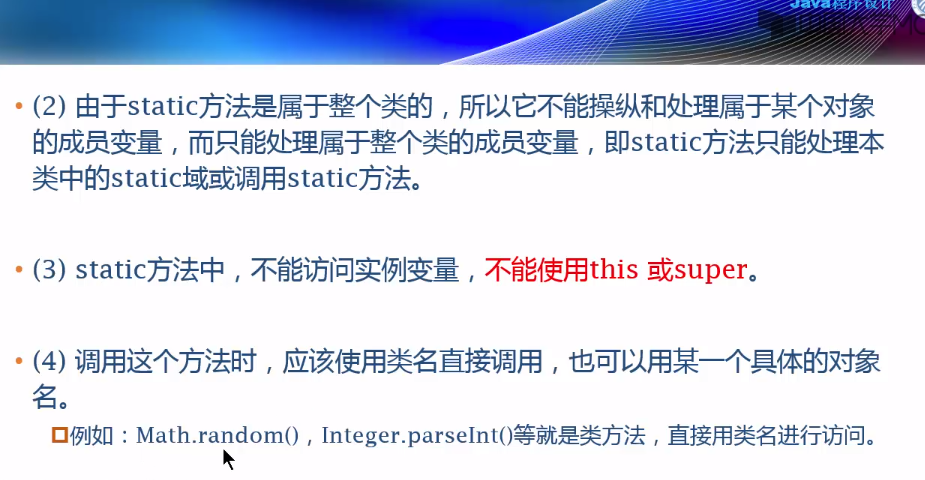 Java程序设计
• (2) 由于static方法是属于整个类的，所以它不能操纵和处理属于某个对象
的成员变量，而只能处理属于整个类的成员变量，即static方法只能处理本
类中的static域或调用static方法。
• (3) static方法中，不能访问实例变量，不能使用this 或super。
• (4) 调用这个方法时，应该使用类名直接调用，也可以用某一个具体的对象
名。
例如：Math.random()，Integer.parseInt()等就是类方法，直接用类名进行访问。